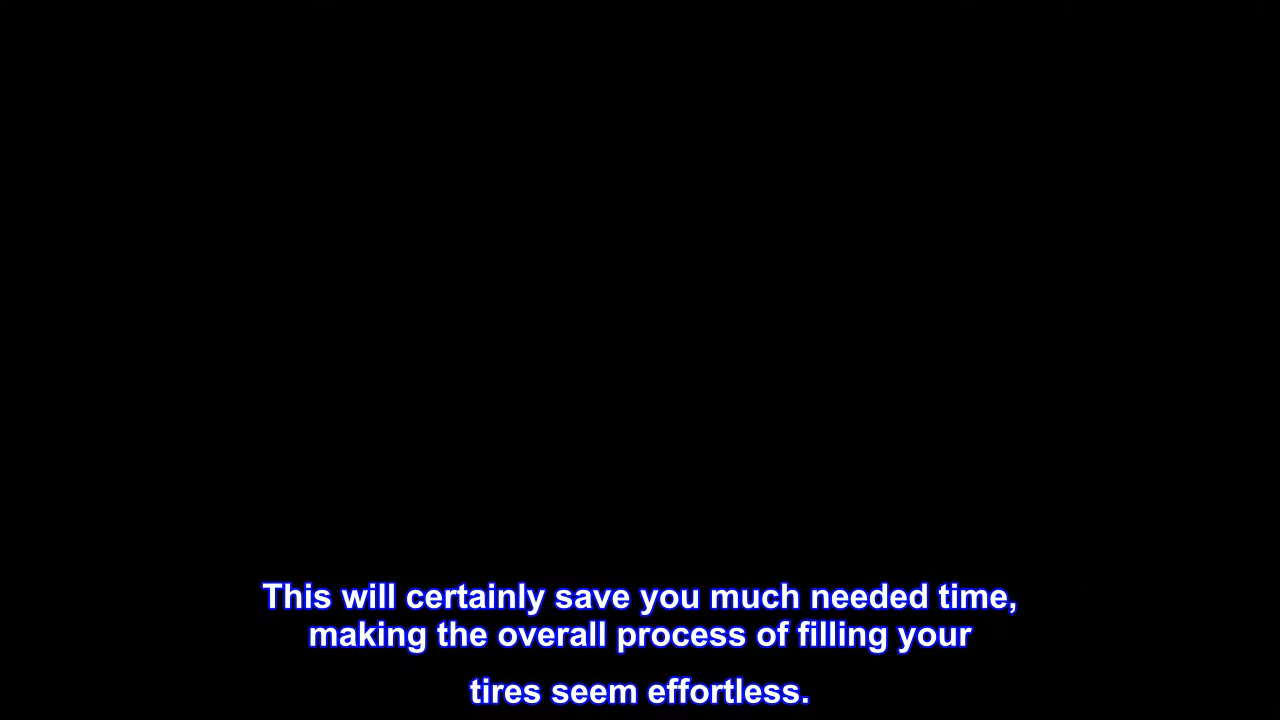 This will certainly save you much needed time,
making the overall process of filling your
tires seem effortless.